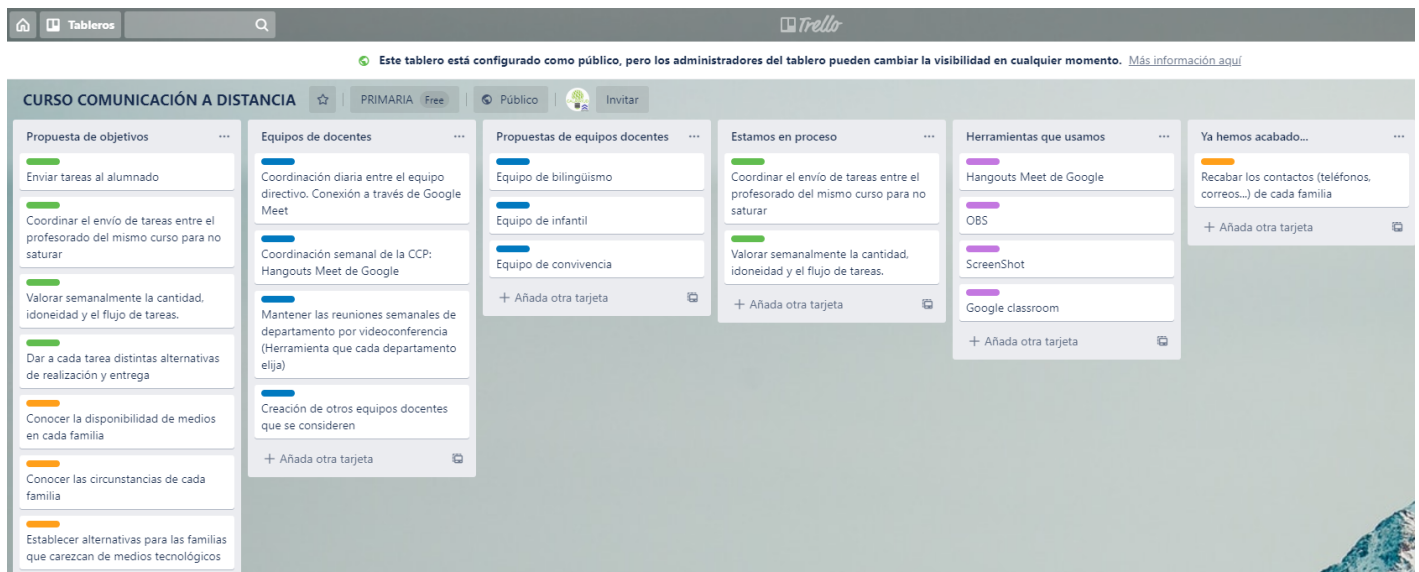 Tableros
Trello
Este tablero está configurado como público, pero los administradores del tablero pueden cambiar la visibilidad en cualquier momento. Más información aquí
CURSO COMUNICACIÓN A DISTANCIA
PRIMARIA Free
Público
Invitar
Propuesta de objetivos
Enviar tareas al alumnado
Coordinar el envío de tareas entre el
profesorado del mismo curso para no
saturar
Valorar semanalmente la cantidad,
idoneidad y el flujo de tareas.
Dar a cada tarea distintas alternativas
de realización y entrega
Conocer la disponibilidad de medios
en cada familia
Conocer las circunstancias de cada
familia
Establecer alternativas para las familias
que carezcan de medios tecnológicos
Equipos de docentes
Coordinación diaria entre el equipo
directivo. Conexión a través de Google
Meet
Coordinación semanal de la CCP:
Hangouts Meet de Google
Mantener las reuniones semanales de
departamento por videoconferencia
(Herramienta que cada departamento
elija)
Creación de otros equipos docentes
que se consideren
+ Añada otra tarjeta
Propuestas de equipos docentes
Equipo de bilingüismo
Equipo de infantil
Equipo de convivencia
+ Añada otra tarjeta
Estamos en proceso
Coordinar el envío de tareas entre el
profesorado del mismo curso para no
saturar
Valorar semanalmente la cantidad,
idoneidad y el flujo de tareas.
+ Añada otra tarjeta
Herramientas que usamos
Hangouts Meet de Google
OBS
ScreenShot
Google classroom
+ Añada otra tarjeta
Ya hemos acabado...
Recabar los contactos (teléfonos,
correos...) de cada familia
+ Añada otra tarjeta